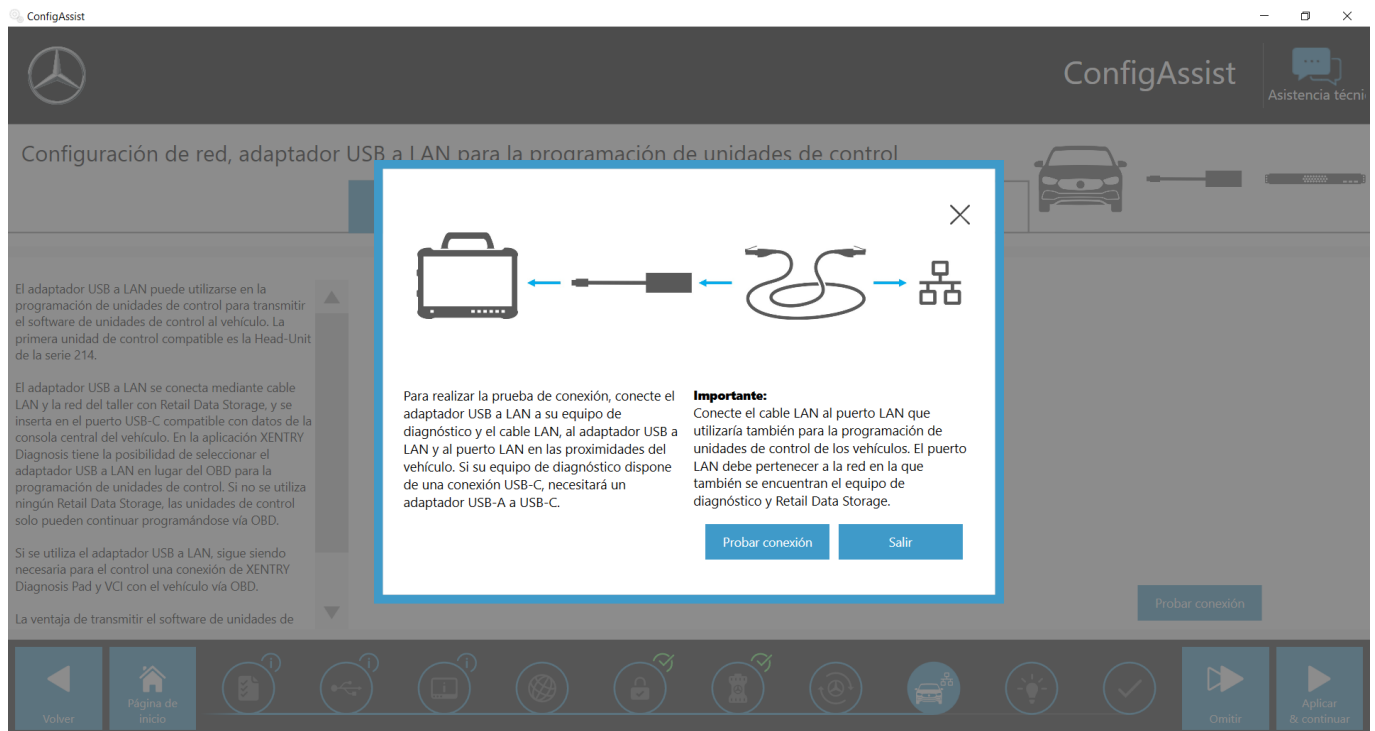 ConfigAssist
ConfigAssist
Asistencia técni
Configuración de red, adaptador USB a LAN para la programación de unidades de control
El adaptador USB a LAN puede utilizarse en la
programación de unidades de control para transmitir
el software de unidades de control al vehículo. La
primera unidad de control compatible es la Head-Unit
de la serie 214.
El adaptador USB a LAN se conecta mediante cable
LAN y la red del taller con Retail Data Storage, y se
inserta en el puerto USB-C compatible con datos de la
consola central del vehículo. En la aplicación XENTRY
Diagnosis tiene la posibilidad de seleccionar el
adaptador USB a LAN en lugar del OBD para la
programación de unidades de control. Si no se utiliza
ningún Retail Data Storage, las unidades de control
solo pueden continuar programándose vía OBD.
Si se utiliza el adaptador USB a LAN, sigue siendo
necesaria para el control una conexión de XENTRY
Diagnosis Pad y VCI con el vehículo vía OBD.
La ventaja de transmitir el software de unidades de
Para realizar la prueba de conexión, conecte el
adaptador USB a LAN a su equipo de
diagnóstico y el cable LAN, al adaptador USB a
LAN y al puerto LAN en las proximidades del
vehículo. Si su equipo de diagnóstico dispone
de una conexión USB-C, necesitará un
adaptador USB-A a USB-C.
Importante:
Conecte el cable LAN al puerto LAN que
utilizaría también para la programación de
unidades de control de los vehículos. El puerto
LAN debe pertenecer a la red en la que
también se encuentran el equipo de
diagnóstico y Retail Data Storage.
Probar conexión
Salir
Probar conexión
Volver
Página de
inicio
Omitir
Aplicar
& continuar